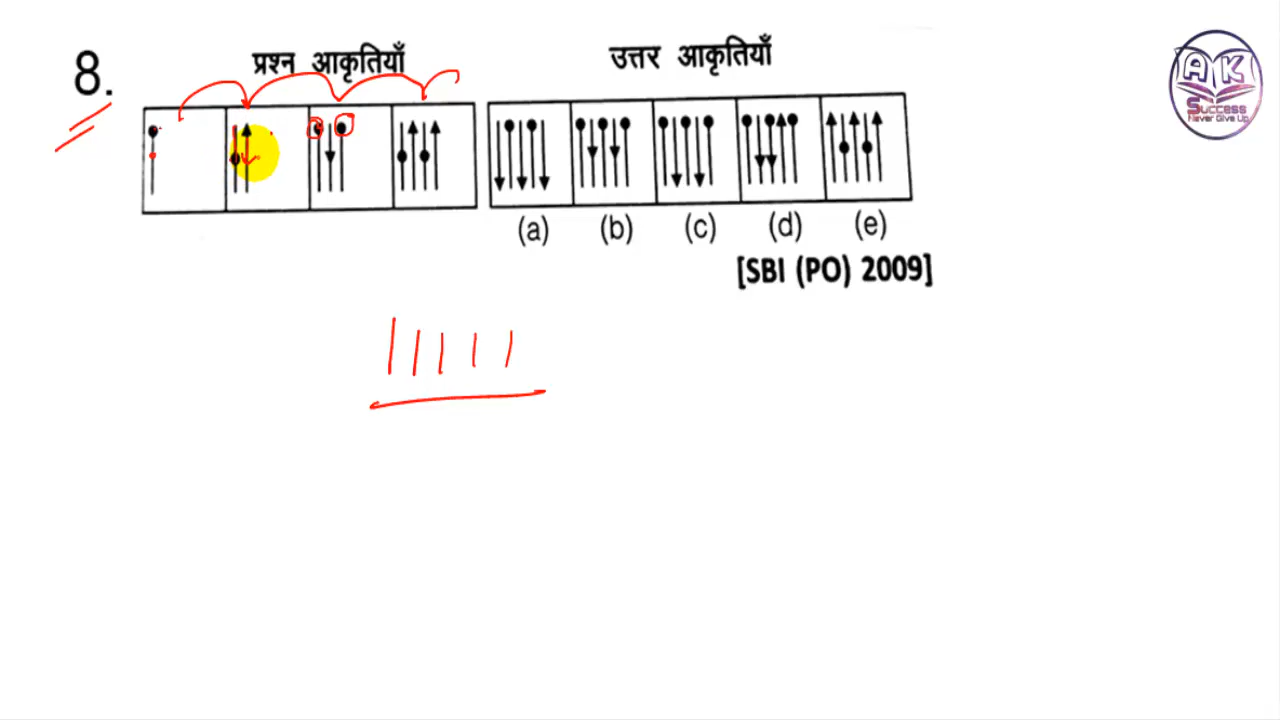 8.
प्रश्न आकृतियाँ
उत्तर आकृतियाँ
(a) (b) (c) (d) (e)
[SBI (PO) 2009]
AK
Success
Never Give Up